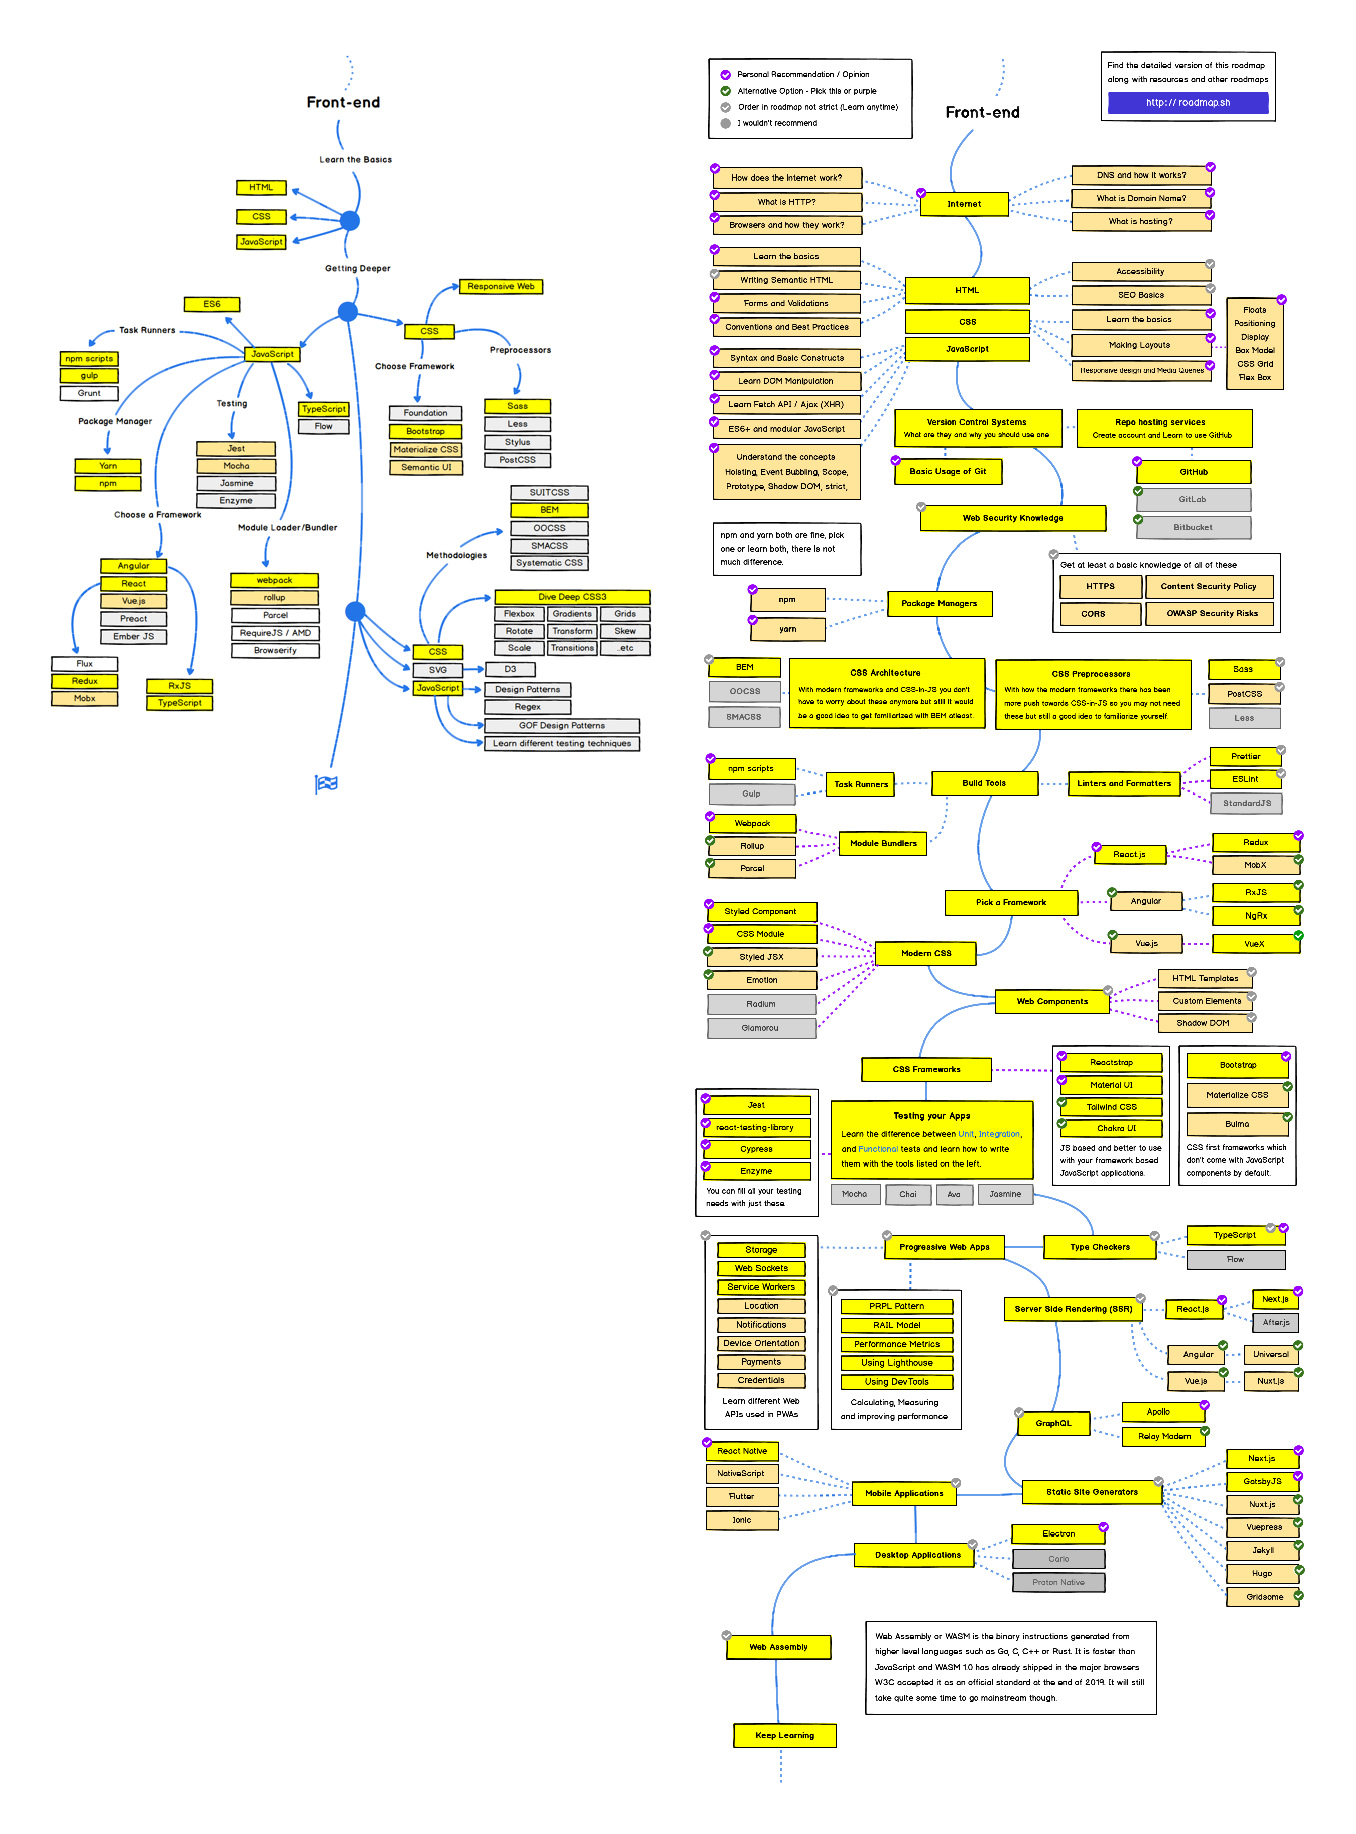 Front-end
Learn the Basics
HTML
CSS
JavaScript
Getting Deeper
Responsive Web
ES6
Task Runners
CSS
JavaScript
Preprocessors
npm scripts
gulp
Grunt
Choose Framework
Testing
Package Manager
TypeScript
Flow
Foundation
Bootstrap
Materialize CSS
Semantic UI
Sass
Less
Stylus
PostCSS
Jest
Mocha
Jasmine
Enzyme
Yarn
npm
Choose a Framework
Module Loader/Bundler
SUITCSS
BEM
OOCSS
SMACSS
Systematic CSS
Methodologies
Angular
React
Vue.js
Preact
Ember JS
webpack
rollup
Parcel
RequireJS / AMD
Browserify
Flux
Redux
Mobx
RxJS
TypeScript
Dive Deep CSS3
Flexbox Gradients Grids
Rotate Transform Skew
Scale Transitions ..etc
CSS
SVG
JavaScript
D3
Design Patterns
Regex
GOF Design Patterns
Learn different testing techniques
Personal Recommendation / Opinion
Alternative Option - Pick this or purple
Order in roadmap not strict (Learn anytime)
I wouldn't recommend
Front-end
Find the detailed version of this roadmap
along with resources and other roadmaps
http://roadmap.sh
How does the internet work?
What is HTTP?
Browsers and how they work?
Internet
DNS and how it works?
What is Domain Name?
What is hosting?
Learn the basics
Writing Semantic HTML
Forms and Validations
Conventions and Best Practices
HTML
CSS
JavaScript
Accessibility
SEO Basics
Learn the basics
Making Layouts
Responsive design and Media Queries
Floats
Positioning
Display
Box Model
CSS Grid
Flex Box
Syntax and Basic Constructs
Learn DOM Manipulation
Learn Fetch API / Ajax (XHR)
ES6+ and modular JavaScript
Understand the concepts
Hoisting, Event Bubbling, Scope,
Prototype, Shadow DOM, strict,
Version Control Systems
What are they and why you should use one
Repo hosting services
Create account and Learn to use GitHub
Basic Usage of Git
GitHub
GitLab
Bitbucket
Web Security Knowledge
Get at least a basic knowledge of all of these
HTTPS
Content Security Policy
CORS
OWASP Security Risks
npm and yarn both are fine, pick
one or learn both, there is not
much difference.
npm
yarn
Package Managers
BEM
OOCSS
SMACSS
CSS Architecture
With modern frameworks and CSS-in-JS you don't
have to worry about these anymore but still it would
be a good idea to get familiarized with BEM atleast.
CSS Preprocessors
With how the modern frameworks there has been
more push towards CSS-in-JS so you may not need
these but still a good idea to familiarize yourself.
Sass
PostCSS
Less
npm scripts
Gulp
Task Runners
Build Tools
Linters and Formatters
Prettier
ESLint
StandardJS
Webpack
Rollup
Parcel
Module Bundlers
Pick a Framework
React.js
Redux
MobX
Angular
RxJS
NgRx
Vue.js
VueX
Styled Component
CSS Module
Styled JSX
Emotion
Radium
Glamorou
Modern CSS
Web Components
HTML Templates
Custom Elements
Shadow DOM
CSS Frameworks
Reactstrap
Material UI
Tailwind CSS
Chakra UI
JS based and better to use
with your framework based
JavaScript applications.
Bootstrap
Materialize CSS
Bulma
CSS first frameworks which
don't come with JavaScript
components by default.
Jest
react-testing-library
Cypress
Enzyme
You can fill all your testing
needs with just these.
Testing your Apps
Learn the difference between Unit, Integration,
and Functional tests and learn how to write
them with the tools listed on the left.
Mocha
Chai
Ava
Jasmine
Type Checkers
TypeScript
Flow
Progressive Web Apps
Storage
Web Sockets
Service Workers
Location
Notifications
Device Orientation
Payments
Credentials
Learn different Web
APIs used in PWAs
PRPL Pattern
RAIL Model
Performance Metrics
Using Lighthouse
Using DevTools
Calculating, Measuring
and improving performance
Server Side Rendering (SSR)
React.js
Next.js
After.js
Angular
Universal
Vue.js
Nuxt.js
GraphQL
Apollo
Relay Modern
React Native
NativeScript
Flutter
Ionic
Mobile Applications
Static Site Generators
Next.js
GatsbyJS
Nuxt.js
Vuepress
Jekyll
Hugo
Gridsome
Desktop Applications
Electron
Carlo
Proton Native
Web Assembly
Web Assembly or WASM is the binary instructions generated from
higher level languages such as Go, C, C++ or Rust. It is faster than
JavaScript and WASM 1.0 has already shipped in the major browsers
W3C accepted it as an official standard at the end of 2019. It will still
take quite some time to go mainstream though.
Keep Learning